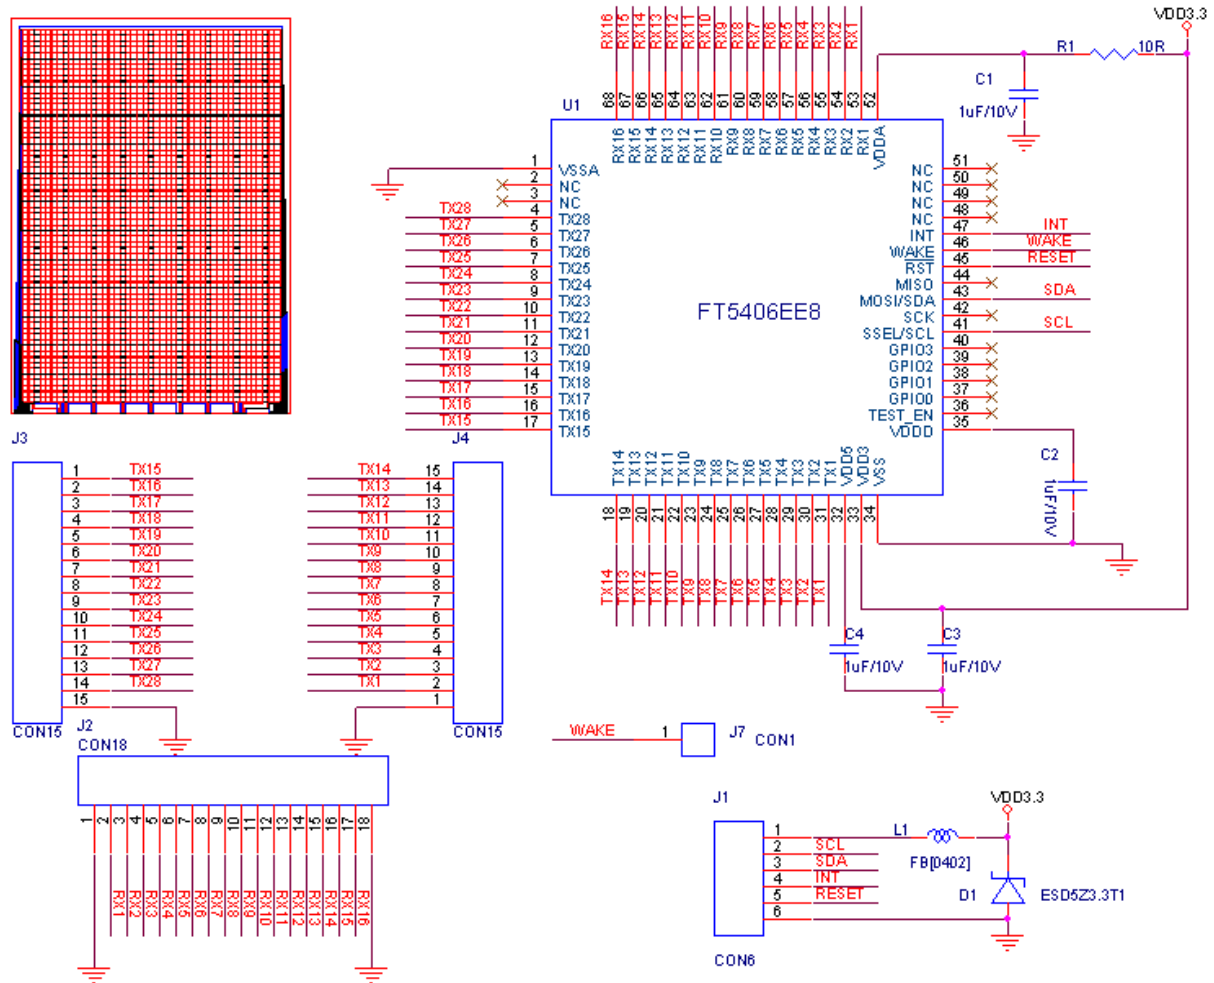 VDD3.3
RX16
RX15
RX14
RX13
RX12
RX11
RX10
RX9
RX8
RX7
RX6
RX5
RX4
RX3
RX2
RX1
R1
10R
C1
1uF/10V
U1
68
67
66
65
64
63
62
61
60
59
58
57
56
55
54
53
52
RX16
RX15
RX14
RX13
RX12
RX11
RX10
RX9
RX8
RX7
RX6
RX5
RX4
RX3
RX2
RX1
VDDA
1 VSSA
2 NC
3 NC
TX28 4 TX28
TX27 5 TX27
TX26 6 TX26
TX25 7 TX25
TX24 8 TX24
TX23 9 TX23
TX22 10 TX22
TX21 11 TX21
TX20 12 TX20
TX19 13 TX19
TX18 14 TX18
TX17 15 TX17
TX16 16 TX16
TX15 17 TX15
FT5406EE8
NC 51
NC 50
NC 49
NC 48
INT 47 INT
WAKE 46 WAKE
RST 45 RESET
MISO 44
MOSI/SDA 43 SDA
SCK 42
SSEL/SCL 41 SCL
GPIO3 40
GPIO2 39
GPIO1 38
GPIO0 37
TEST_EN 36
VDDD 35
TX14
TX13
TX12
TX11
TX10
TX9
TX8
TX7
TX6
TX5
TX4
TX3
TX2
TX1
VDD5
VDD3
VSS
18
19
20
21
22
23
24
25
26
27
28
29
30
31
32
33
34
TX14
TX13
TX12
TX11
TX10
TX9
TX8
TX7
TX6
TX5
TX4
TX3
TX2
TX1
C2
1uF/10V
C4
1uF/10V
C3
1uF/10V
J3
1 TX15
2 TX16
3 TX17
4 TX18
5 TX19
6 TX20
7 TX21
8 TX22
9 TX23
10 TX24
11 TX25
12 TX26
13 TX27
14 TX28
15
CON15
J4
TX14 15
TX13 14
TX12 13
TX11 12
TX10 11
TX9 10
TX8 9
TX7 8
TX6 7
TX5 6
TX4 5
TX3 4
TX2 3
TX1 2
1
CON15
J2
CON18
1
2
3
4
5
6
7
8
9
10
11
12
13
14
15
16
17
18
RX1
RX2
RX3
RX4
RX5
RX6
RX7
RX8
RX9
RX10
RX11
RX12
RX13
RX14
RX15
RX16
WAKE 1 J7 CON1
J1
1
2 SCL
3 SDA
4 INT
5 RESET
6
CON6
VDD3.3
L1
FB[0402]
D1 ESD5Z3.3T1